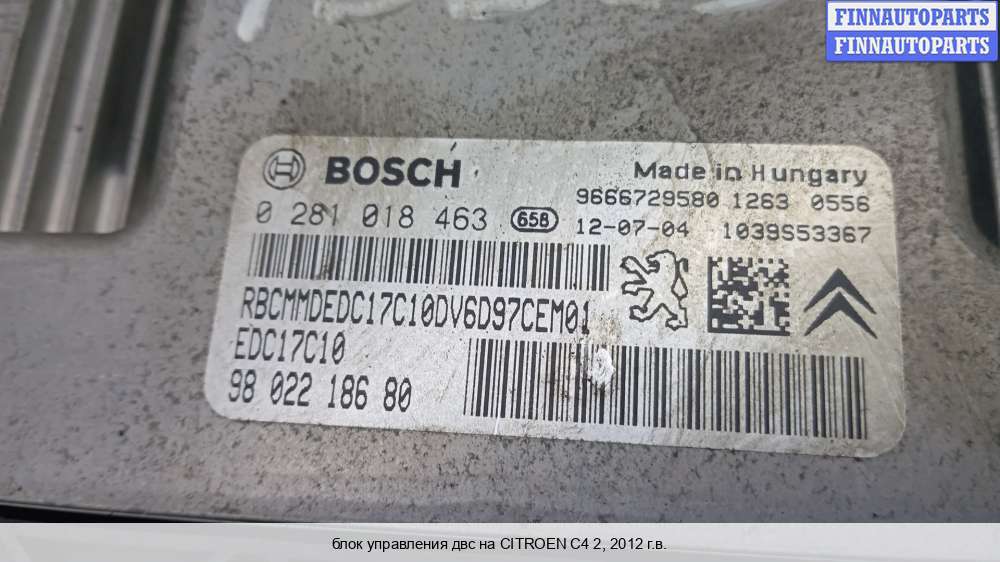 FINNAUTOPARTS
FINNAUTOPARTS
BOSCH
Made in Hungary
9666729580 1263 0556
0 281 018 463 658 12-07-04 1039S53367
RBCMMDEDC17C10DV6D97CEM01
EDC17C10
98 022 186 80
блок управления двс на CITROEN C4 2, 2012 г.в.